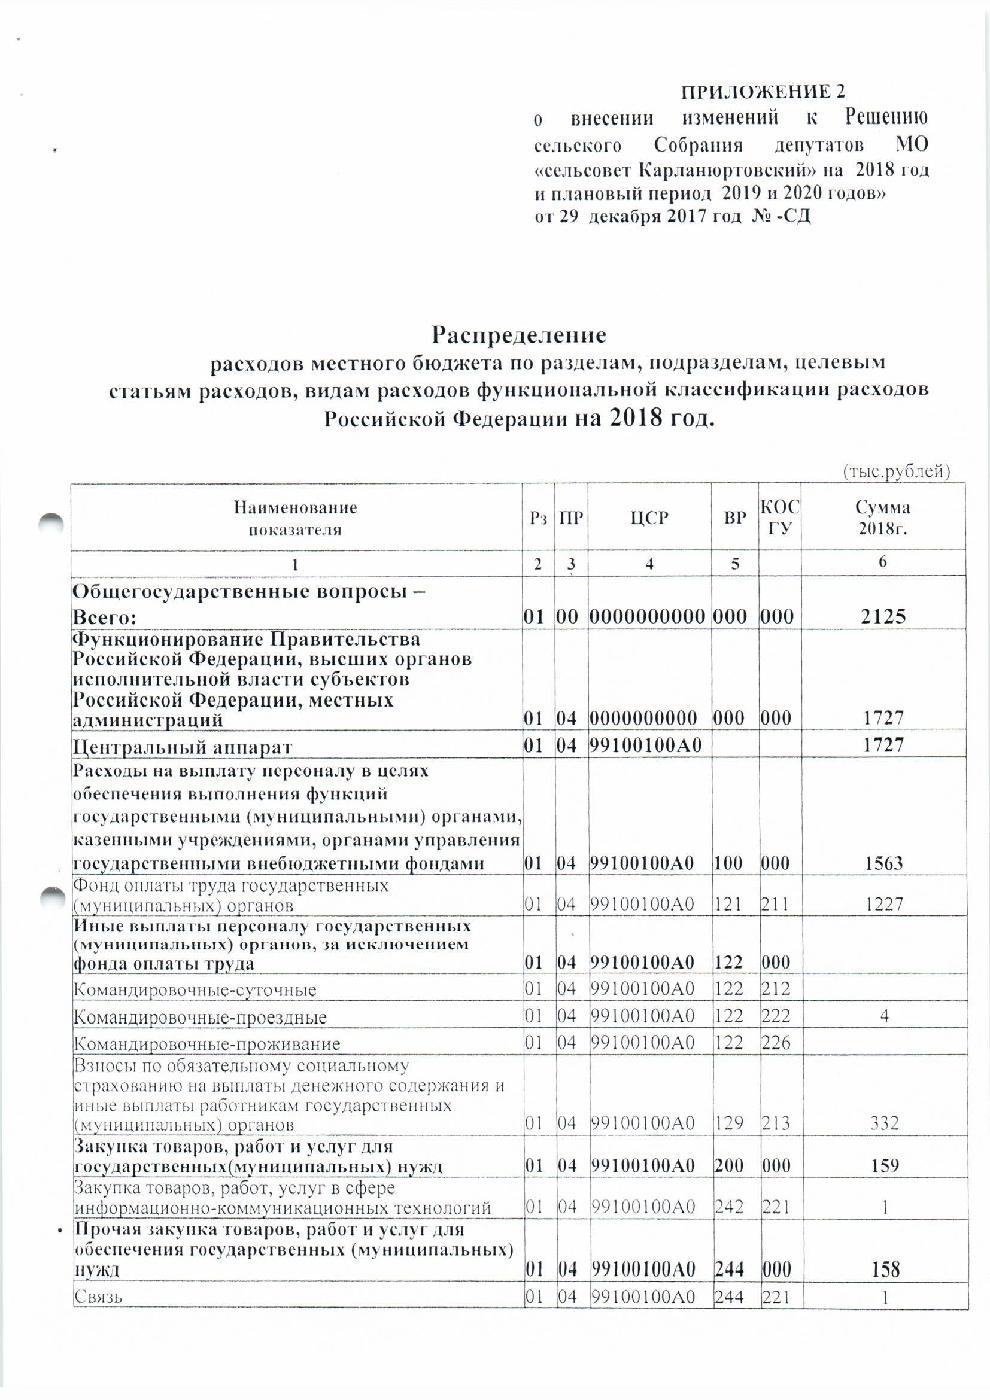 ПРИЛОЖЕНИЕ 2
о внесении изменений к Решению
сельского Собрания депутатов МО
«сельсовет Карланюртовский» на 2018 год
и плановый период 2019 и 2020 годов»
от 29 декабря 2017 год № -СД
Распределение
расходов местного бюджета по разделам, подразделам, целевым
статьям расходов, видам расходов функциональной классификации расходов
Российской Федерации на 2018 год.
(тыс.рублей)
Наименование
показателя
Рз ПР ЦСР ВР КОС
ГУ
Сумма
2018г.
1 2 3 4 5 6
Общегосударственные вопросы –
Всего: 01 00 0000000000 000 000 2125
Функционирование Правительства
Российской Федерации, высших органов
исполнительной власти субъектов
Российской Федерации, местных
администраций 01 04 0000000000 000 000 1727
Центральный аппарат 01 04 99100100А0 1727
Расходы на выплату персоналу в целях
обеспечения выполнения функций
государственными (муниципальными) органами,
казенными учреждениями, органами управления
государственными внебюджетными фондами 01 04 99100100А0 100 000 1563
Фонд оплаты труда государственных
(муниципальных) органов 01 04 99100100А0 121 211 1227
Иные выплаты персоналу государственных
(муниципальных) органов, за исключением
фонда оплаты труда 01 04 99100100А0 122 000
Командировочные-суточные 01 04 99100100А0 122 212
Командировочные-проездные 01 04 99100100А0 122 222 4
Командировочные-проживание 01 04 99100100А0 122 226
Взносы по обязательному социальному
страхованию на выплаты денежного содержания и
иные выплаты работникам государственных
(муниципальных) органов 01 04 99100100А0 129 213 332
Закупка товаров, работ и услуг для
государственных(муниципальных) нужд 01 04 99100100А0 200 000 159
Закупка товаров, работ, услуг в сфере
информационно-коммуникационных технологий 01 04 99100100А0 242 221 1
Прочая закупка товаров, работ и услуг для
обеспечения государственных (муниципальных)
нужд 01 04 99100100А0 244 000 158
Связь 01 04 99100100А0 244 221 1